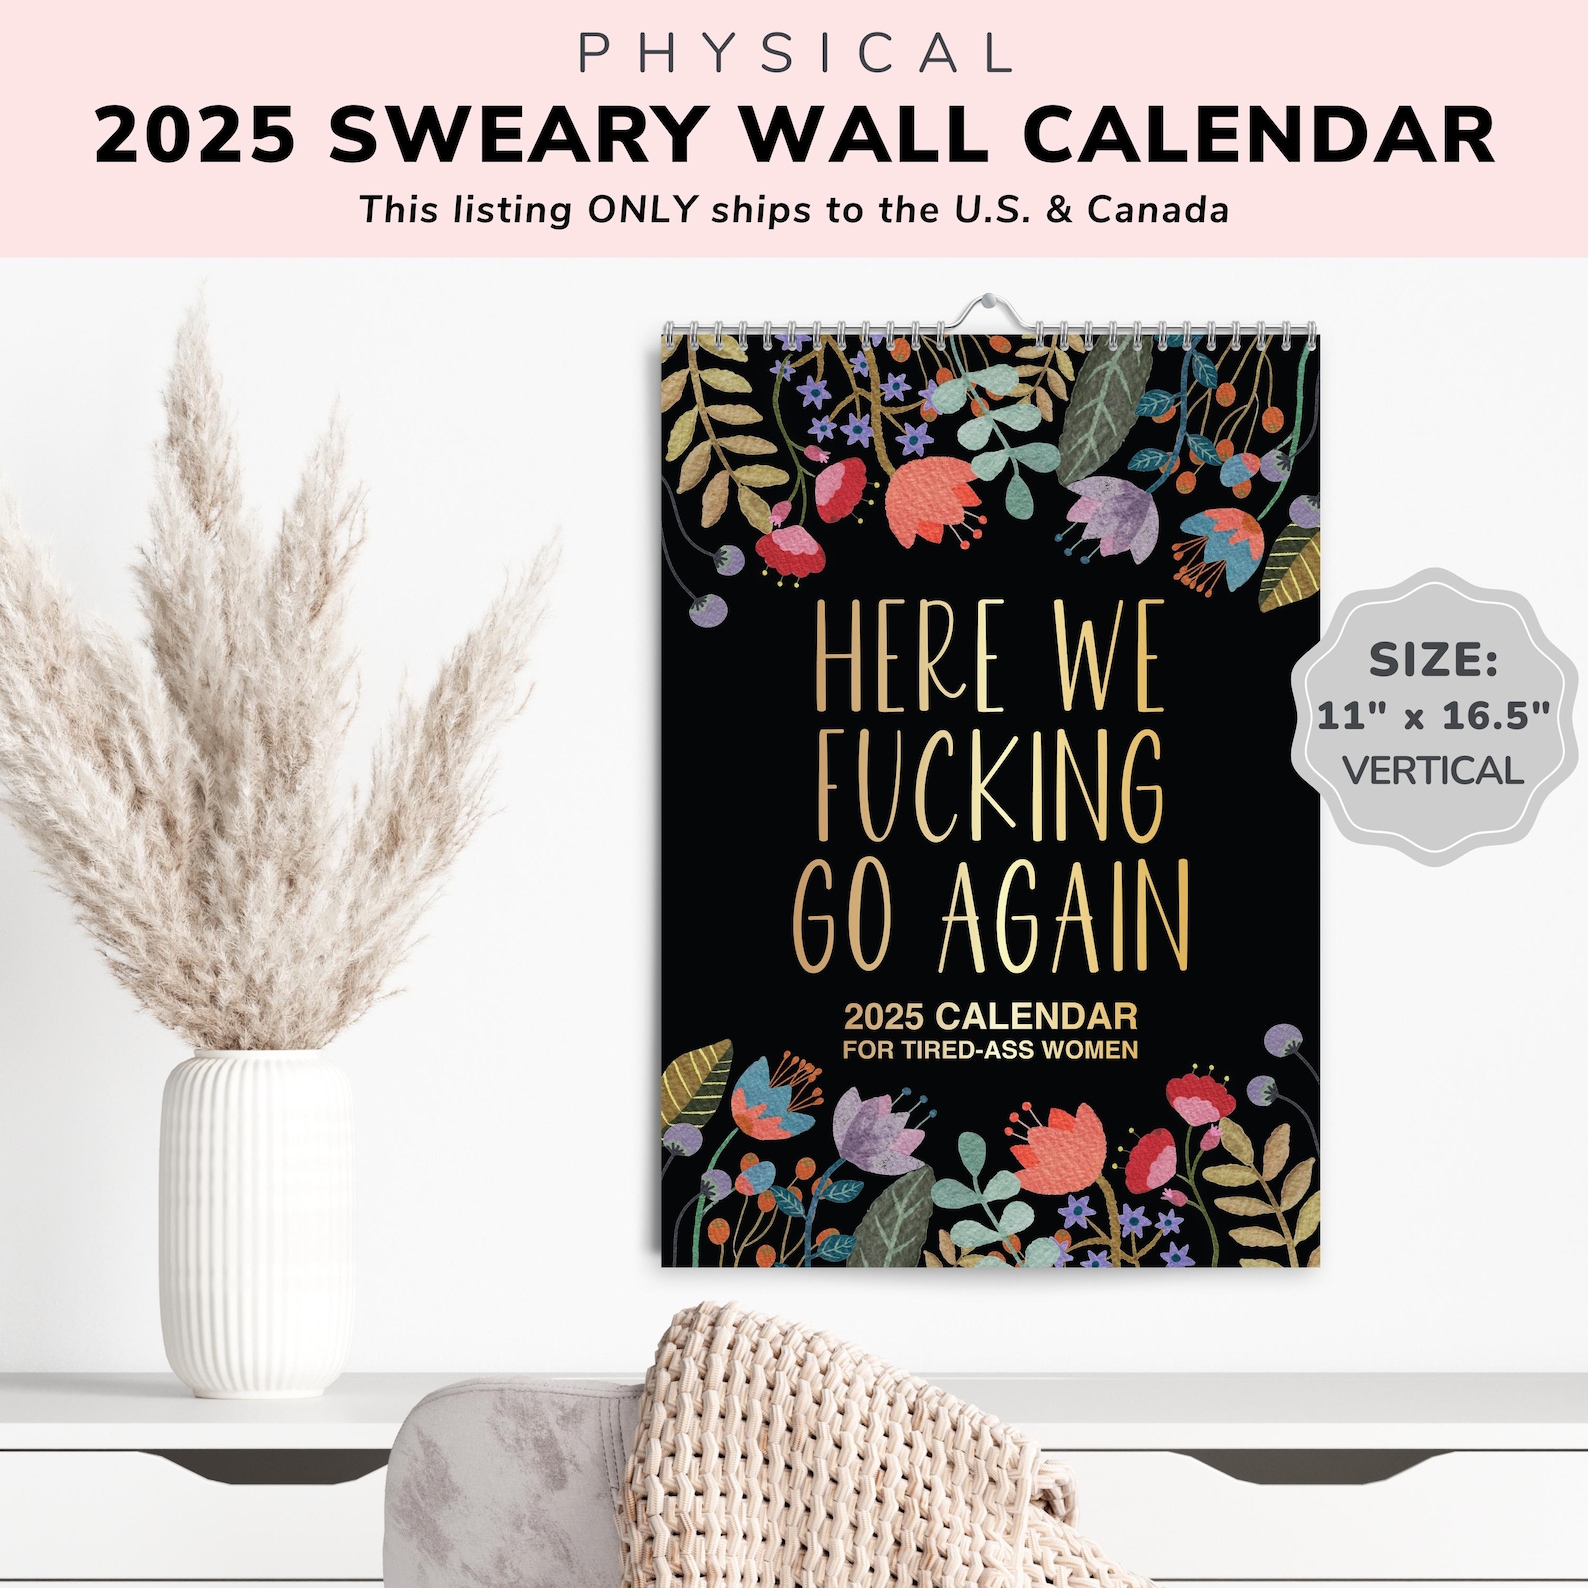 PHYSICAL
2025 SWEARY WALL CALENDAR
This listing ONLY ships to the U.S. & Canada
HERE WE
FUCKING
GO AGAIN
2025 CALENDAR
FOR TIRED-ASS WOMEN
SIZE:
11" x 16.5"
VERTICAL